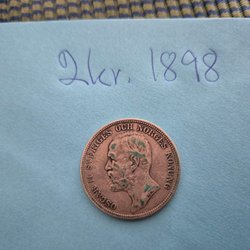 2kr. 1898
OSCAR II SVERIGES OCH NORGES KONUNG